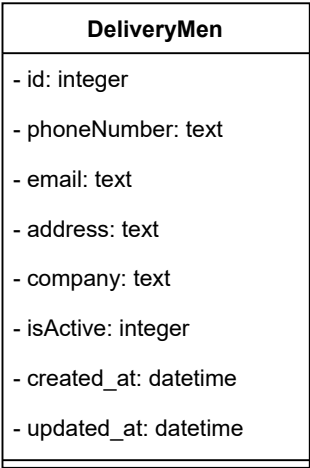 DeliveryMen
- id: integer
- phoneNumber: text
- email: text
- address: text
- company: text
- isActive: integer
- created_at: datetime
- updated_at: datetime